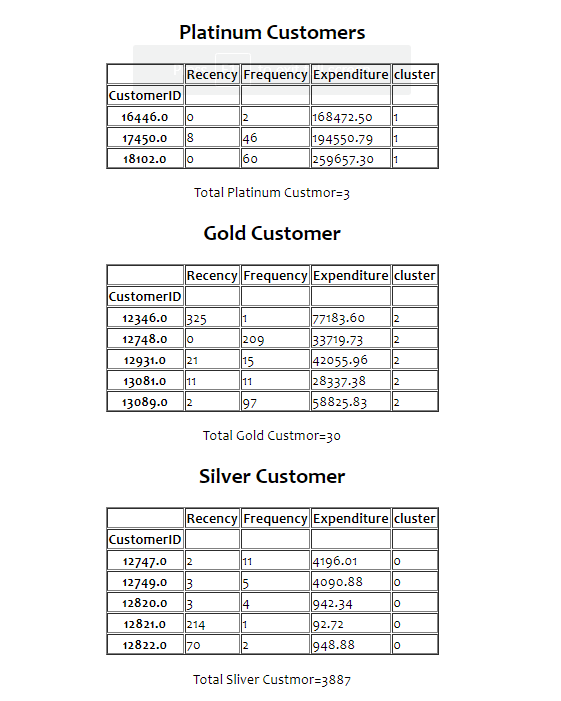 Platinum Customers
Recency Frequency Expenditure cluster
CustomerID
16446.0 0 2 168472.50 1
17450.0 8 46 194550.79 1
18102.0 0 60 259657.30 1
Total Platinum Custmor=3
Gold Customer
Recency Frequency Expenditure cluster
CustomerID
12346.0 325 1 77183.60 2
12748.0 0 209 33719.73 2
12931.0 21 15 42055.96 2
13081.0 11 11 28337.38 2
13089.0 2 97 58825.83 2
Total Gold Custmor=30
Silver Customer
Recency Frequency Expenditure cluster
CustomerID
12747.0 2 11 4196.01 0
12749.0 3 5 4090.88 0
12820.0 3 4 942.34 0
12821.0 214 1 92.72 0
12822.0 70 2 948.88 0
Total Sliver Custmor=3887